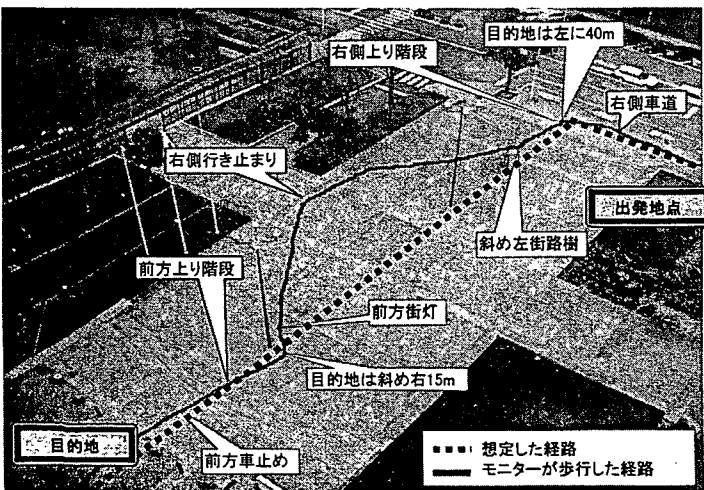 目的地は左に40m
右側上り階段
右側車道
右側行き止まり
出発地点
斜め左街路樹
前方上り階段
前方街灯
目的地は斜め右15m
目的地
前方車止め
想定した経路
モニターが歩行した経路